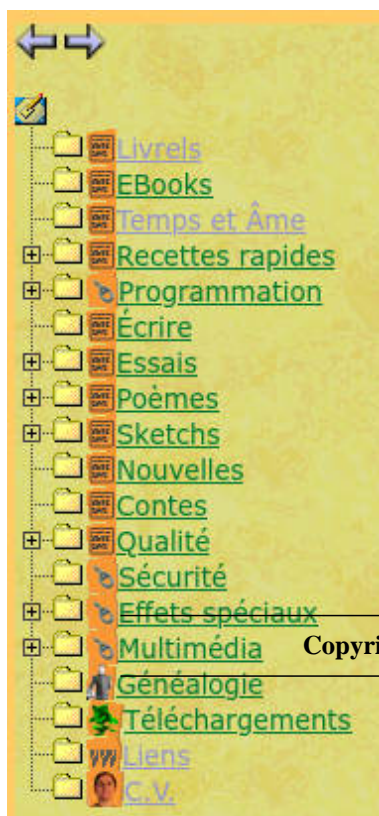 Livrels
EBooks
Temps et Âme
Recettes rapides
Programmation
Écrire
Essais
Poèmes
Sketchs
Nouvelles
Contes
Qualité
Sécurité
Effets spéciaux
Multimédia Copyri
Généalogie
Téléchargements
Liens
C.V.